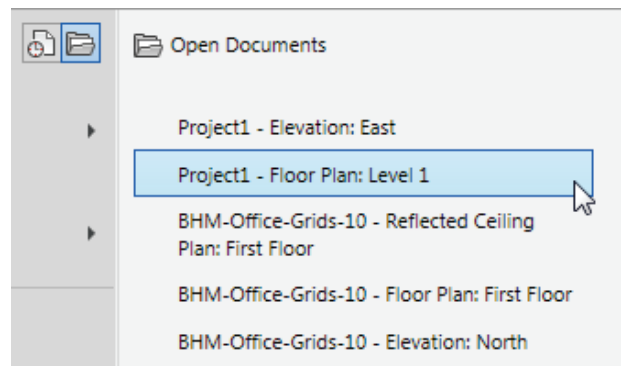 Open Documents
Project1 - Elevation: East
Project1 - Floor Plan: Level 1
BHM-Office-Grids-10 - Reflected Ceiling
Plan: First Floor
BHM-Office-Grids-10 - Floor Plan: First Floor
BHM-Office-Grids-10 - Elevation: North